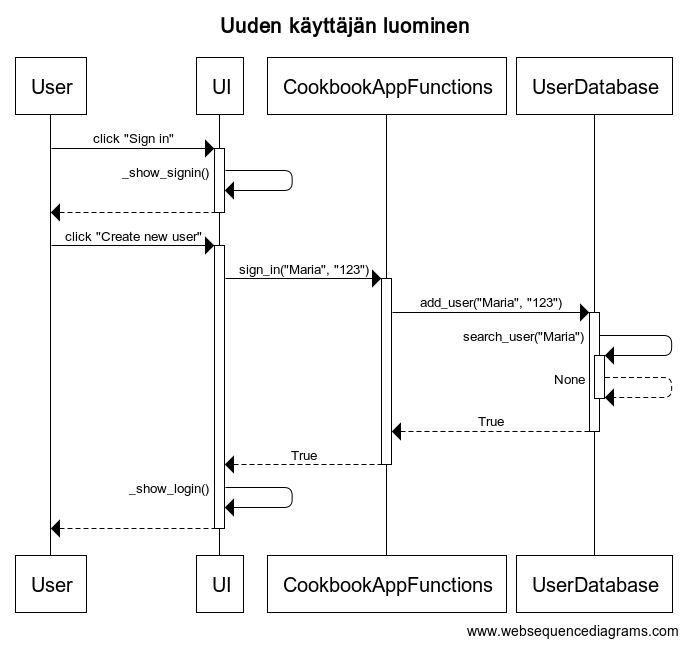 Uuden käyttäjän luominen
User
UI
CookbookAppFunctions
UserDatabase
click "Sign in"
_show_signin()
click "Create new user"
sign_in("Maria", "123")
add_user("Maria", "123")
search_user("Maria")
None
True
True
_show_login()
User
UI
CookbookAppFunctions
UserDatabase
www.websequencediagrams.com